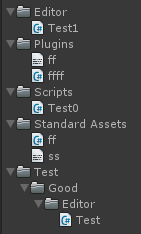 Editor
Test1
Plugins
ff
ffff
Scripts
Test0
Standard Assets
ff
ss
Test
Good
Editor
Test